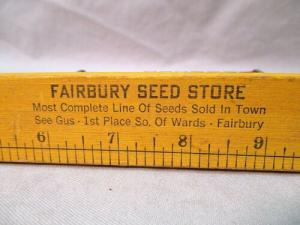 FAIRBURY SEED STORE
Most Complete Line Of Seeds Sold In Town
See Gus - 1st Place So. Of Wards - Fairbury
6 7 8 9